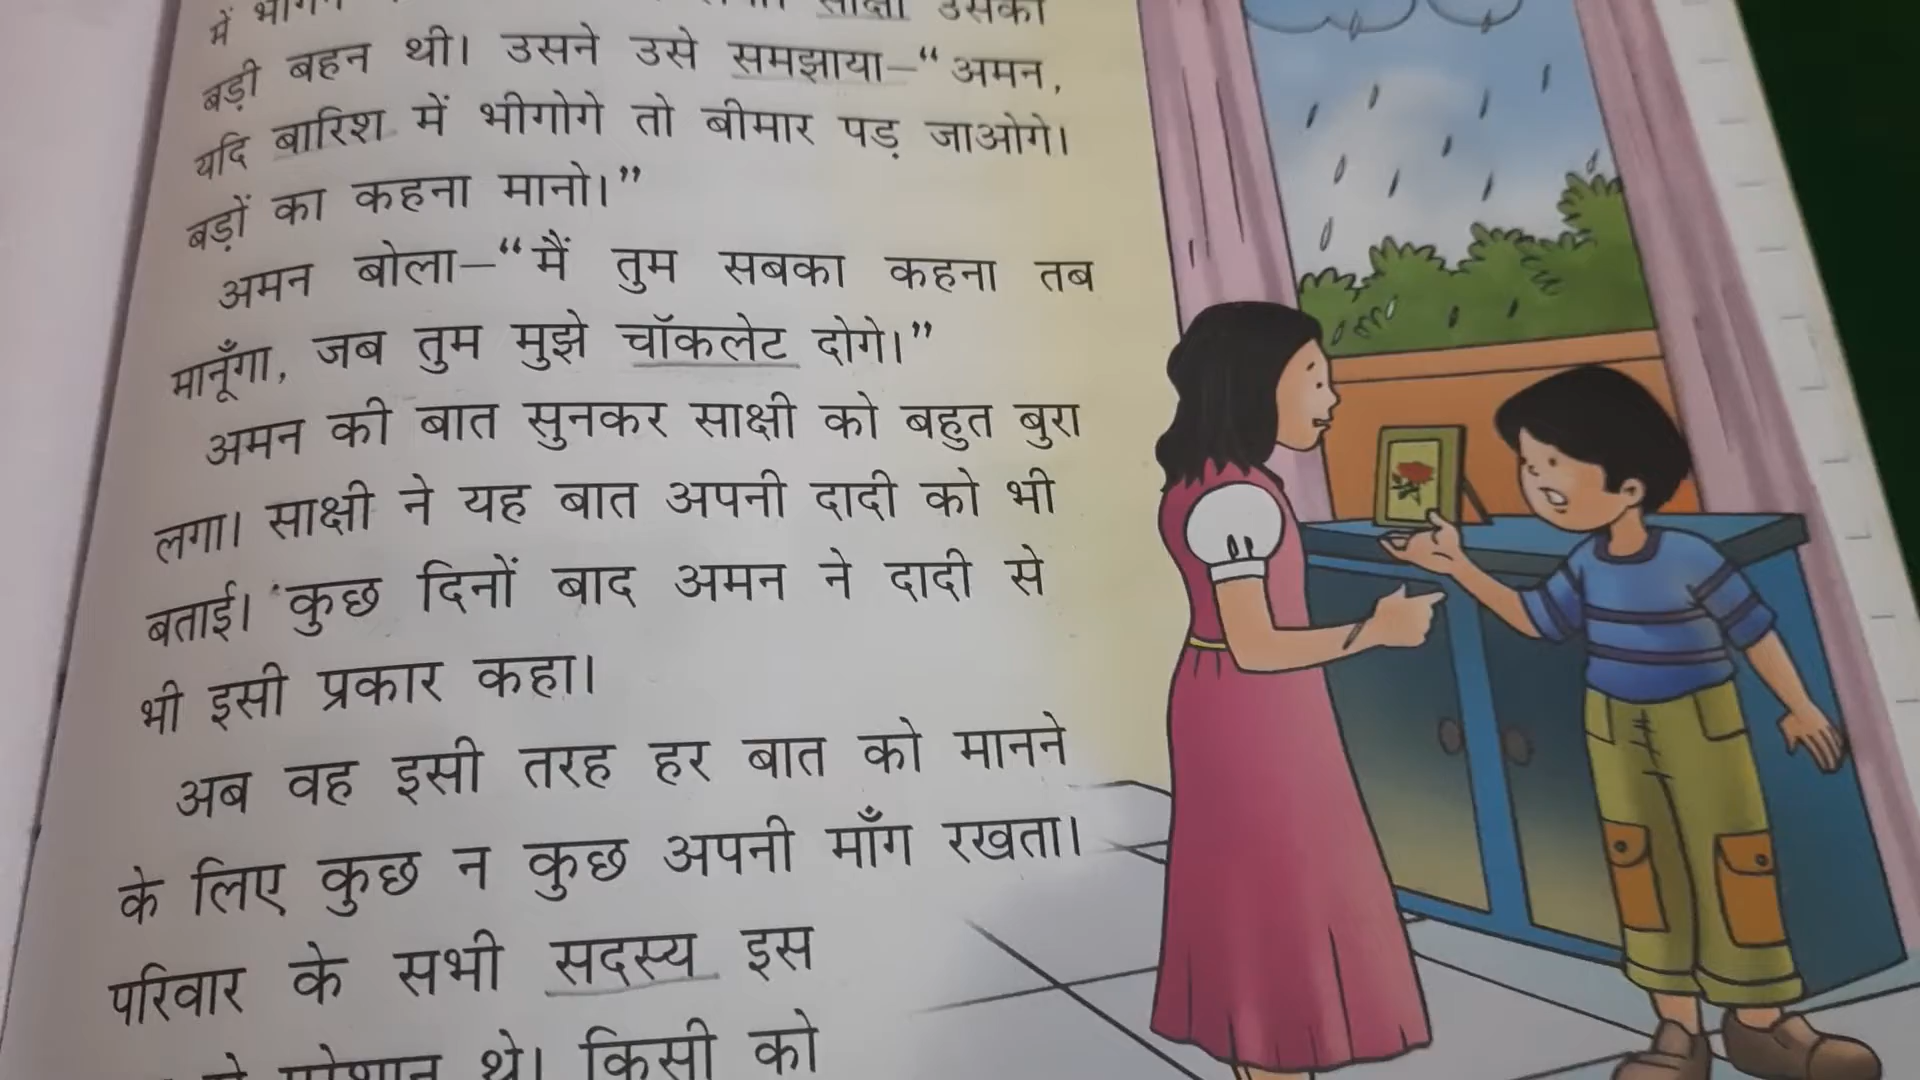 में साक्षी उसकी
बड़ी बहन थी। उसने उसे समझाया–“अमन,
यदि बारिश में भीगोगे तो बीमार पड़ जाओगे।
बड़ों का कहना मानो।”
अमन बोला–“मैं तुम सबका कहना तब
मानूँगा, जब तुम मुझे चॉकलेट दोगे।”
अमन की बात सुनकर साक्षी को बहुत बुरा
लगा। साक्षी ने यह बात अपनी दादी को भी
बताई। कुछ दिनों बाद अमन ने दादी से
भी इसी प्रकार कहा।
अब वह इसी तरह हर बात को मानने
के लिए कुछ न कुछ अपनी माँग रखता।
परिवार के सभी सदस्य इस
से परेशान थे। किसी को